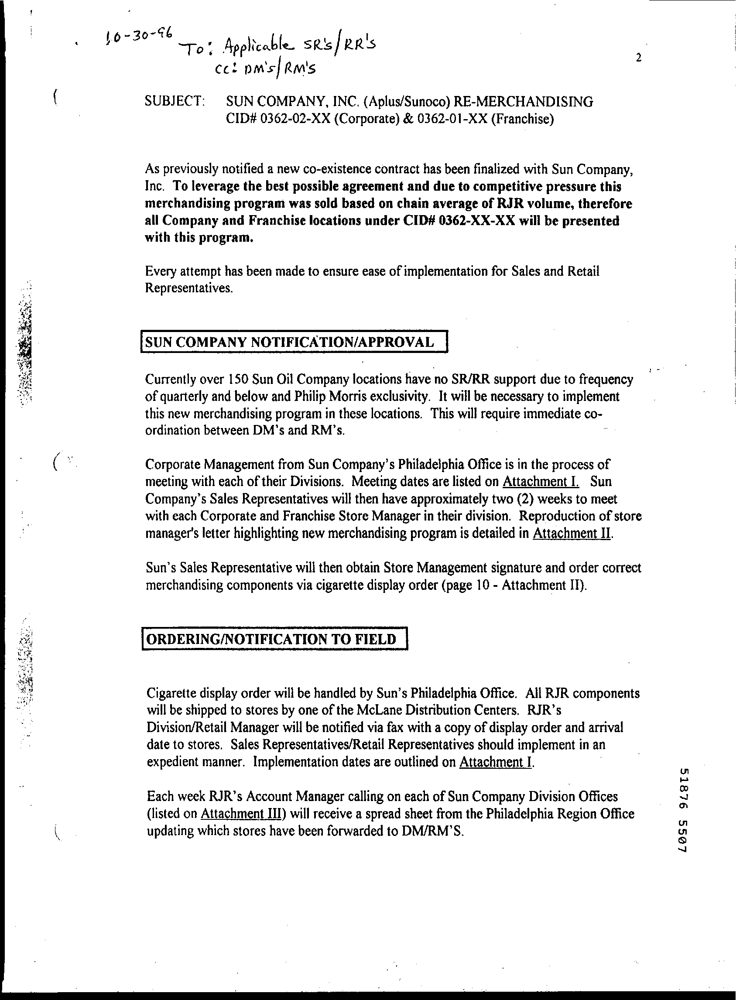 10-30-96
To: Applicable SR's/RR's
cc: DM's/RM's
2
SUBJECT: SUN COMPANY, INC. (Aplus/Sunoco) RE-MERCHANDISING
CID# 0362-02-XX (Corporate) & 0362-01-XX (Franchise)
As previously notified a new co-existence contract has been finalized with Sun Company,
Inc. To leverage the best possible agreement and due to competitive pressure this
merchandising program was sold based on chain average of RJR volume, therefore
all Company and Franchise locations under CID# 0362-XX-XX will be presented
with this program.
Every attempt has been made to ensure ease of implementation for Sales and Retail
Representatives.
SUN COMPANY NOTIFICATION/APPROVAL
Currently over 150 Sun Oil Company locations have no SR/RR support due to frequency
of quarterly and below and Philip Morris exclusivity. It will be necessary to implement
this new merchandising program in these locations. This will require immediate co-
ordination between DM's and RM's.
Corporate Management from Sun Company's Philadelphia Office is in the process of
meeting with each of their Divisions. Meeting dates are listed on Attachment I. Sun
Company's Sales Representatives will then have approximately two (2) weeks to meet
with each Corporate and Franchise Store Manager in their division. Reproduction of store
manager's letter highlighting new merchandising program is detailed in Attachment II.
Sun's Sales Representative will then obtain Store Management signature and order correct
merchandising components via cigarette display order (page 10 - Attachment II).
ORDERING/NOTIFICATION TO FIELD
Cigarette display order will be handled by Sun's Philadelphia Office. All RJR components
will be shipped to stores by one of the McLane Distribution Centers. RJR's
Division/Retail Manager will be notified via fax with a copy of display order and arrival
date to stores. Sales Representatives/Retail Representatives should implement in an
expedient manner. Implementation dates are outlined on Attachment I.
Each week RJR's Account Manager calling on each of Sun Company Division Offices
(listed on Attachment III) will receive a spread sheet from the Philadelphia Region Office
updating which stores have been forwarded to DM/RM'S.
51876 5507